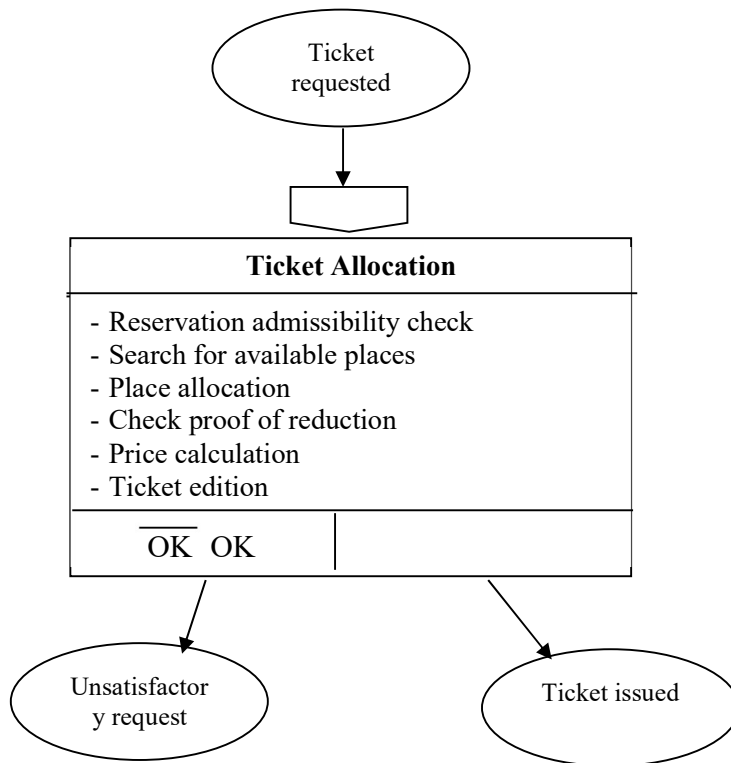 Ticket
requested
Ticket Allocation
- Reservation admissibility check
- Search for available places
- Place allocation
- Check proof of reduction
- Price calculation
- Ticket edition
O̅K̅ OK
Unsatisfactor
y request
Ticket issued